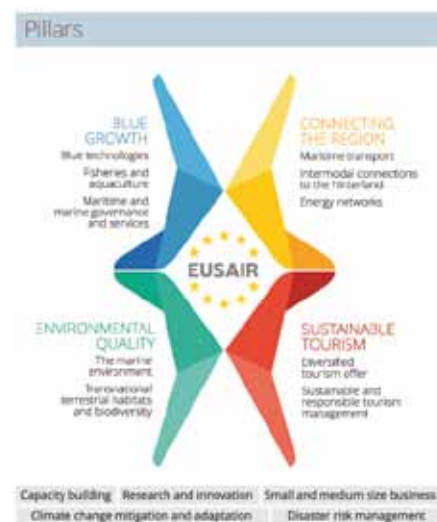 Pillars
BLUE
GROWTH
Blue technologies
Fisheries and
aquaculture
Maritime and
marine governance
and services
CONNECTING
THE REGION
Maritime transport
Intermodal connections
to the hinterland
Energy networks
EUSAIR
ENVIRONMENTAL
QUALITY
The marine
environment
Transnational
terrestrial habitats
and biodiversity
SUSTAINABLE
TOURISM
Diversified
tourism offer
Sustainable and
responsible tourism
management
Capacity building Research and innovation Small and medium size business
Climate change mitigation and adaptation Disaster risk management